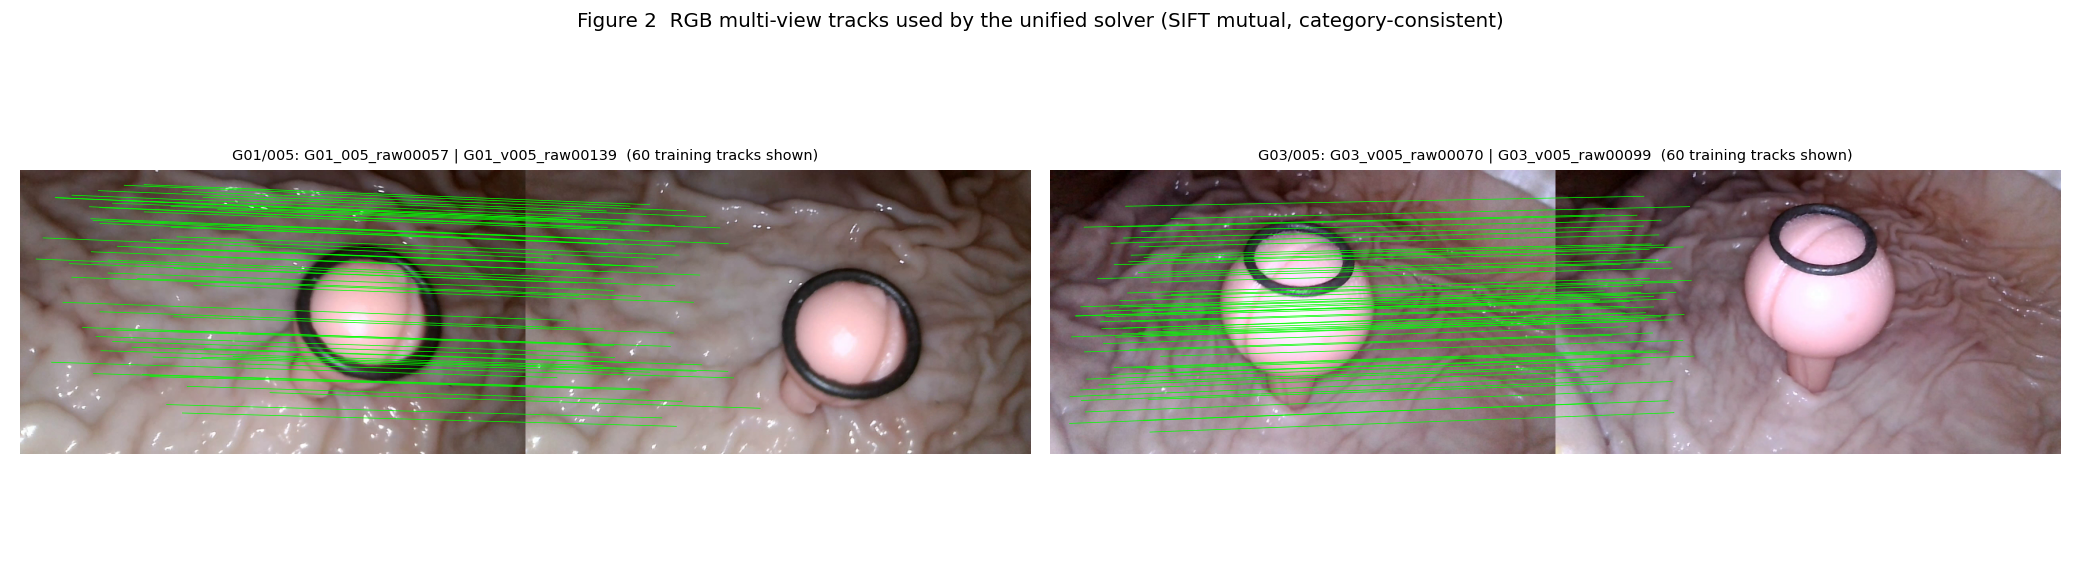 Figure 2  RGB multi-view tracks used by the unified solver (SIFT mutual, category-consistent)
G01/005: G01_005_raw00057 | G01_v005_raw00139  (60 training tracks shown)
G03/005: G03_v005_raw00070 | G03_v005_raw00099  (60 training tracks shown)